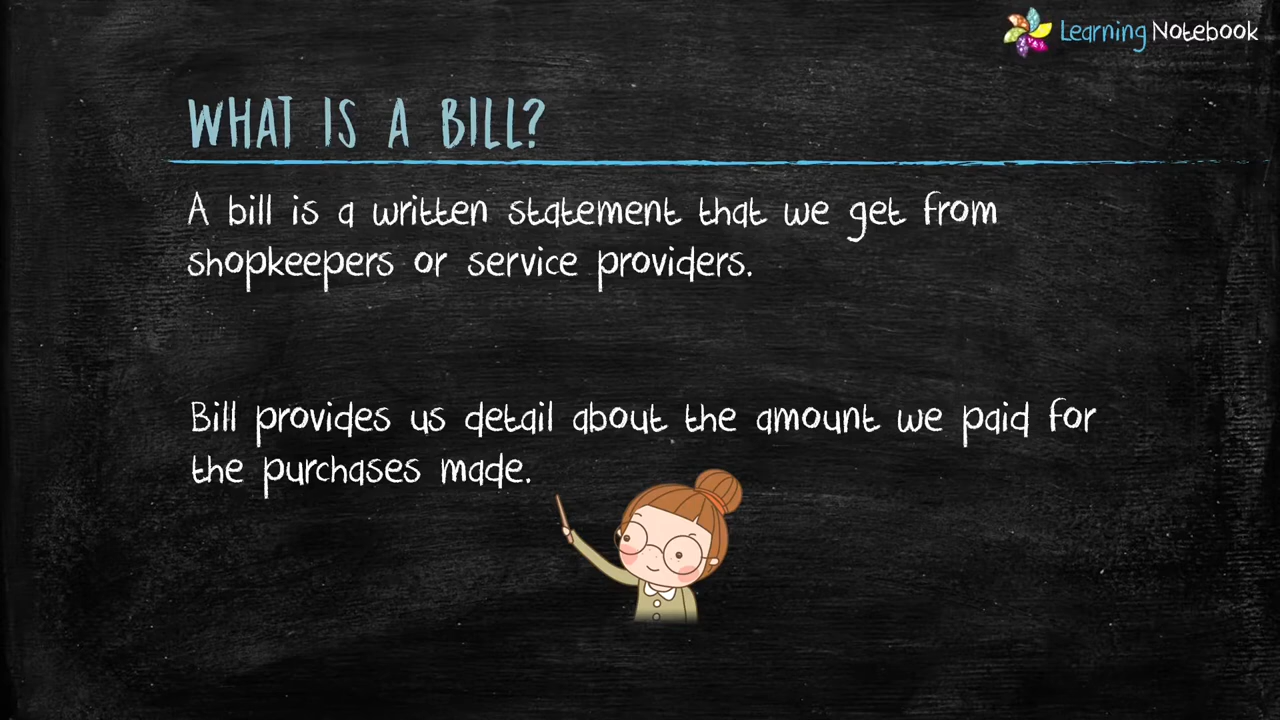 Learning Notebook
WHAT IS A BILL?
A bill is a written statement that we get from
shopkeepers or service providers.
Bill provides us detail about the amount we paid for
the purchases made.